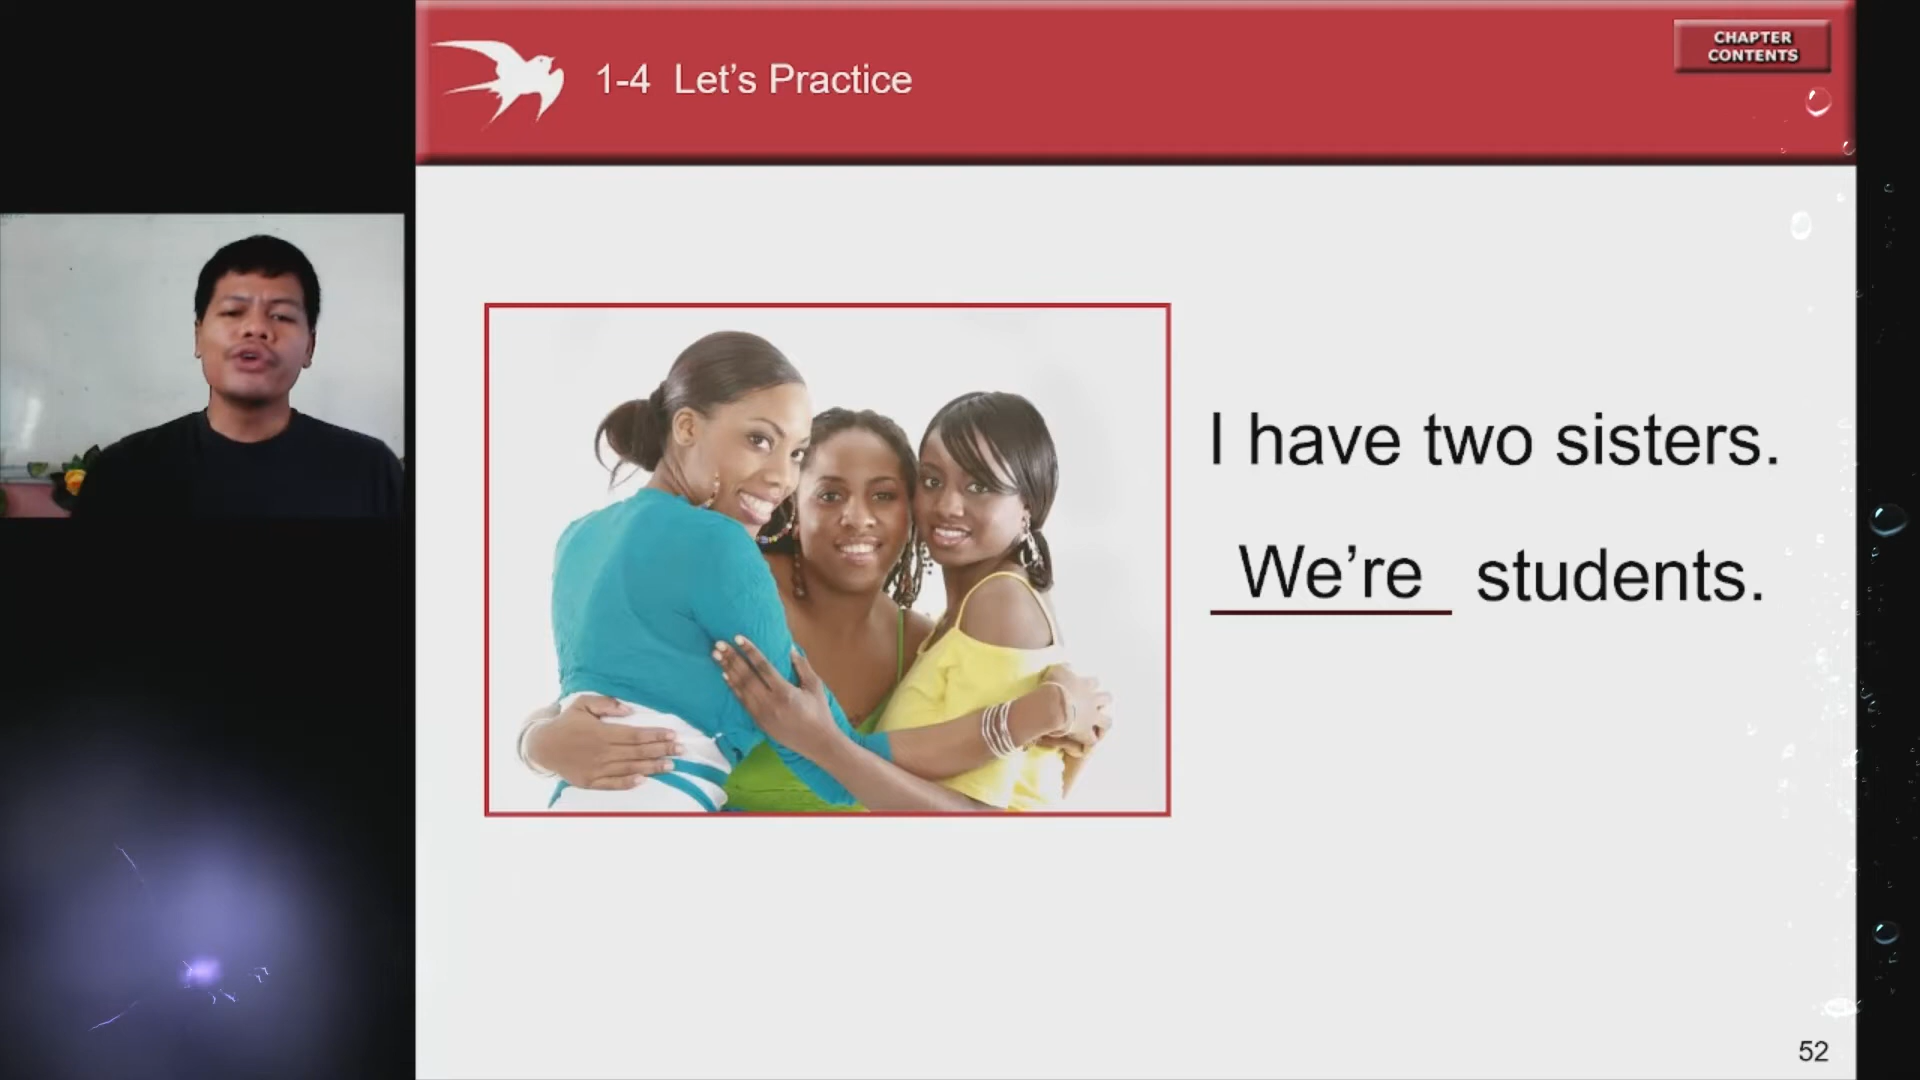 1-4 Let's Practice
CHAPTER
CONTENTS
I have two sisters.
We're students.
52